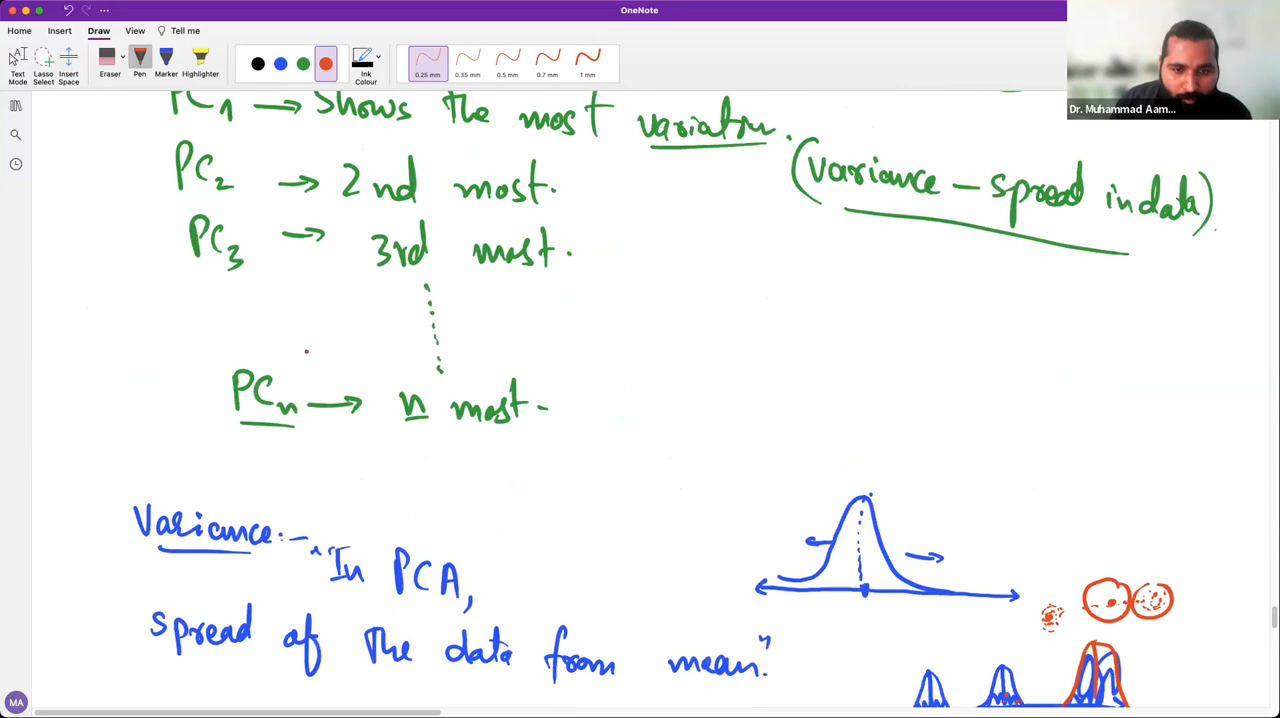 OneNote
Home Insert Draw View Tell me
Text Mode Lasso Select Insert Space Eraser Pen Marker Highlighter Ink Colour 0.25 mm 0.35 mm 0.5 mm 0.7 mm 1 mm
Dr. Muhammad Aam...
PC1 → Shows the most variation.
(variance – spread in data)
PC2 → 2nd most.
PC3 → 3rd most.
PCn → n most.
Variance:- "In PCA,
spread of the data from mean."
MA